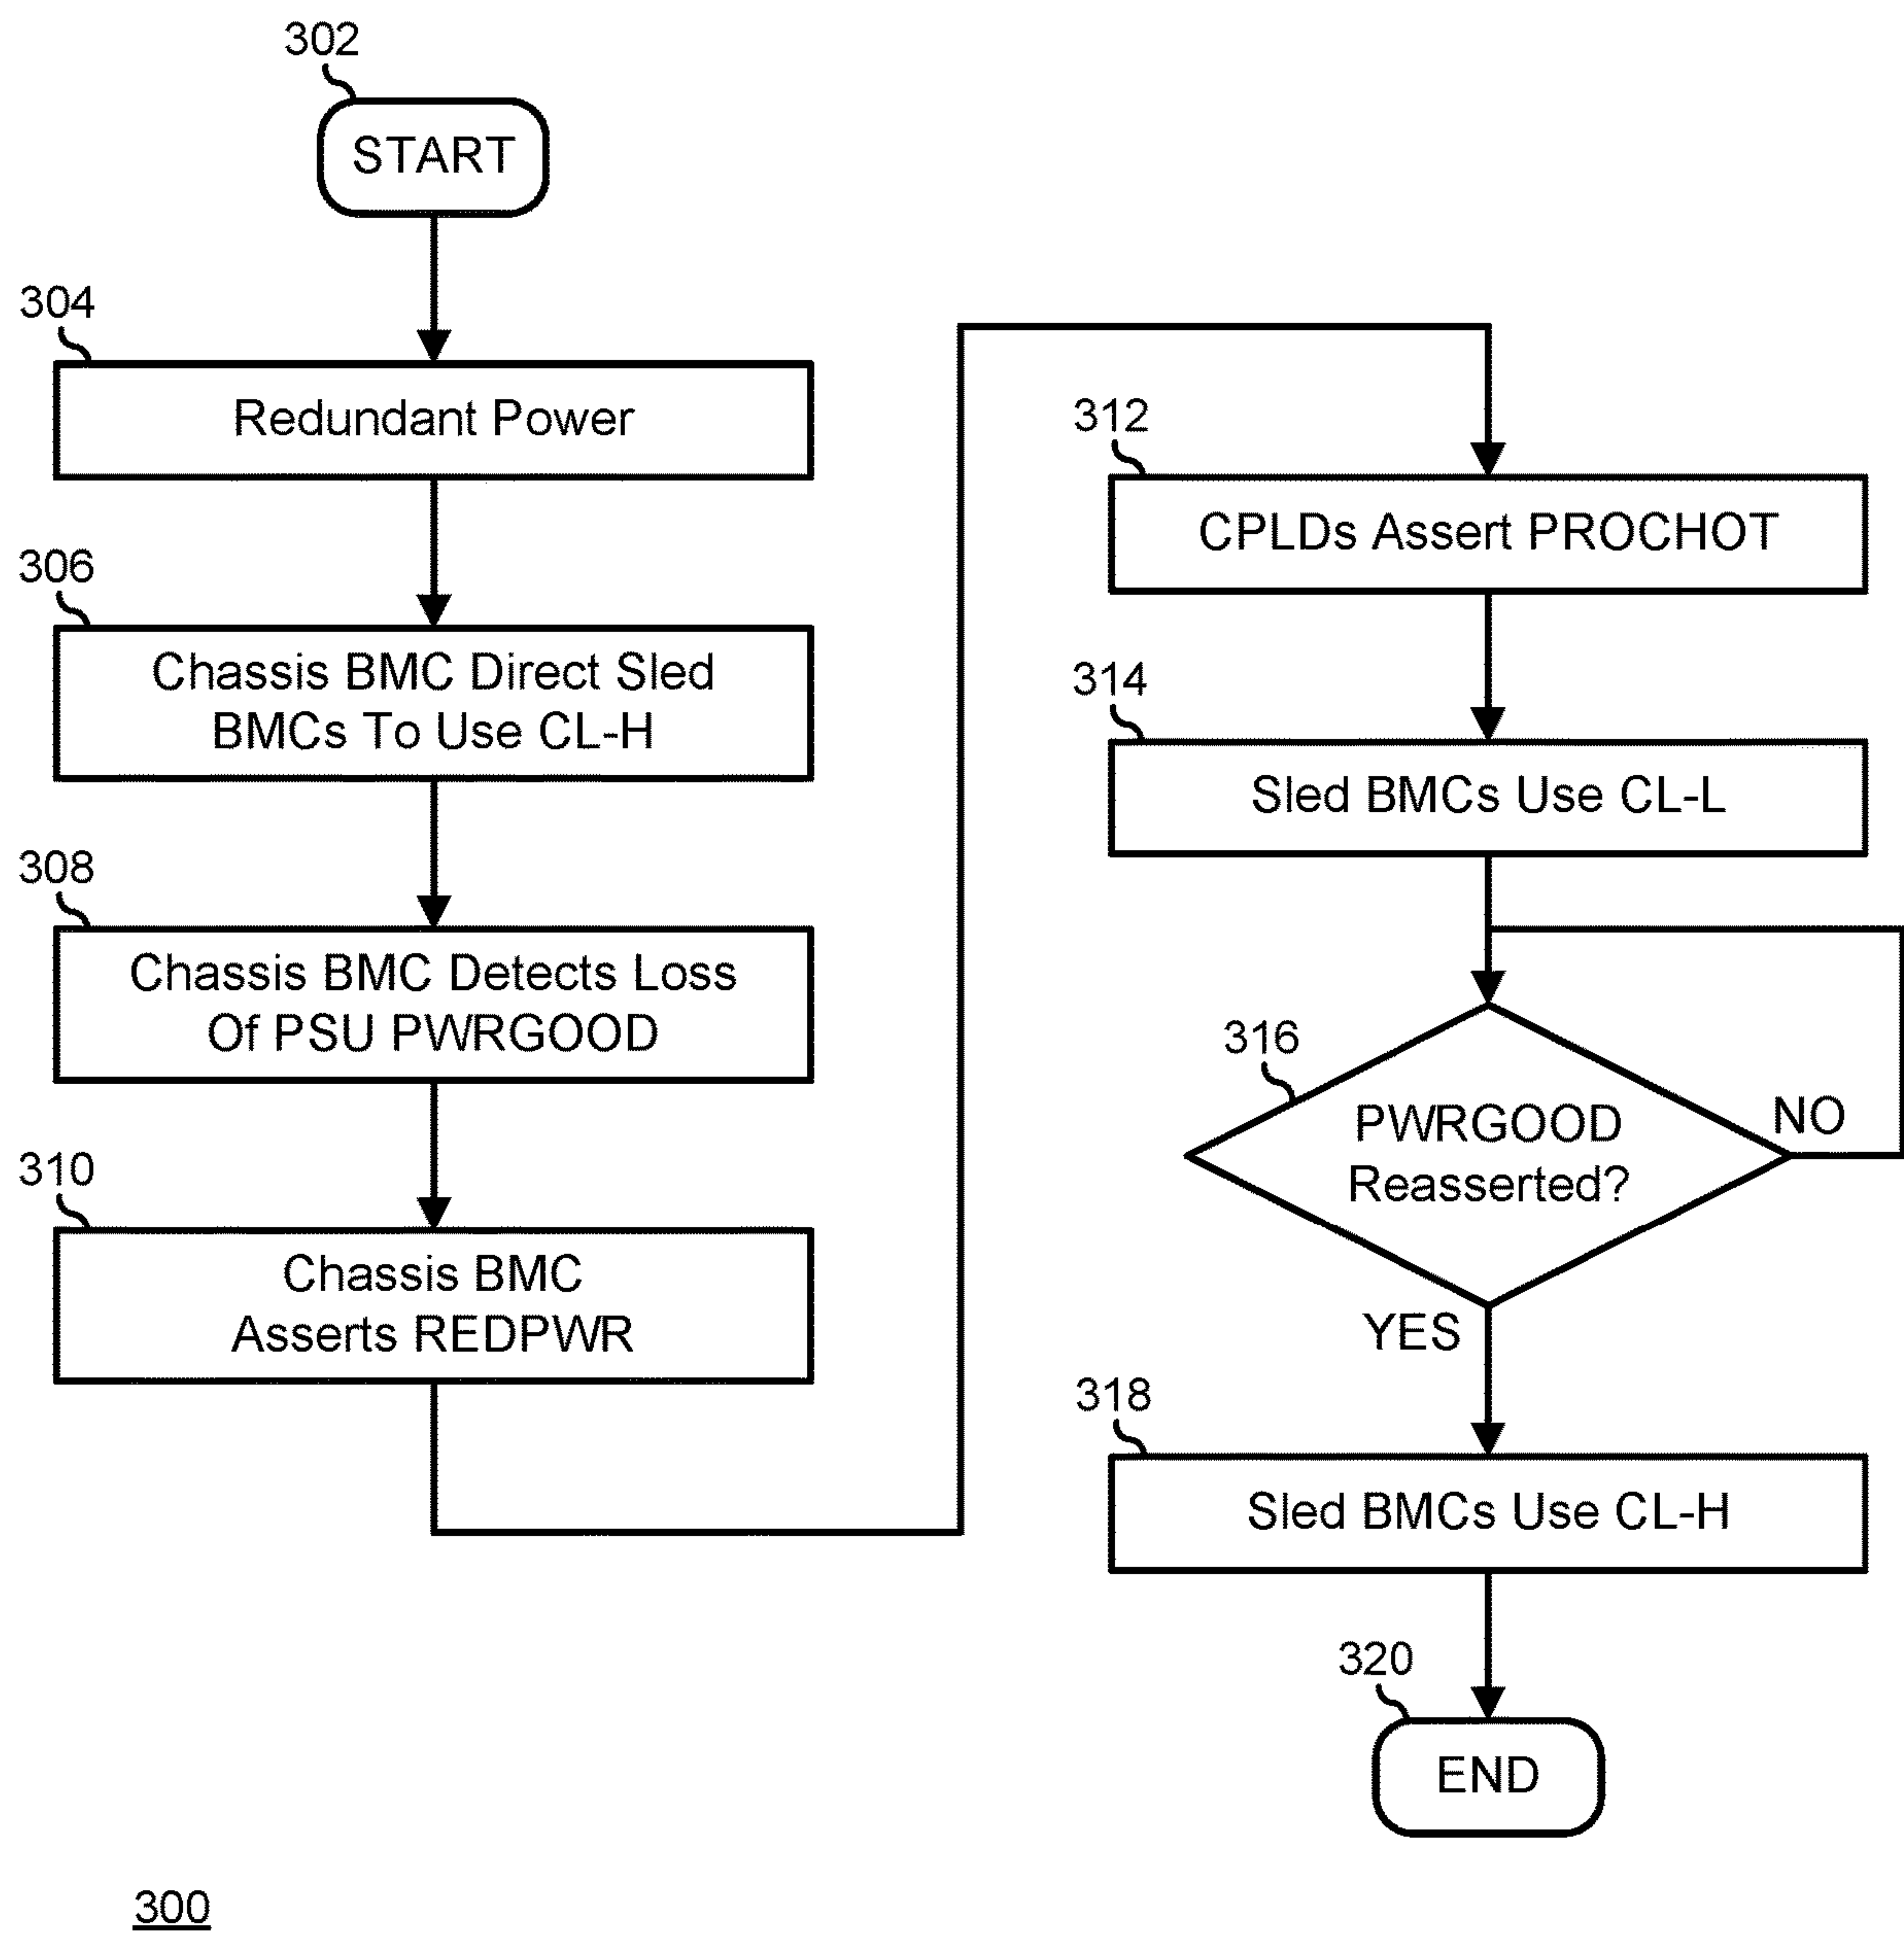 302
START
304
Redundant Power
306
Chassis BMC Direct Sled
BMCs To Use CL-H
308
Chassis BMC Detects Loss
Of PSU PWRGOOD
310
Chassis BMC
Asserts REDPWR
312
CPLDs Assert PROCHOT
314
Sled BMCs Use CL-L
316
PWRGOOD
Reasserted?
NO
YES
318
Sled BMCs Use CL-H
320
END
300